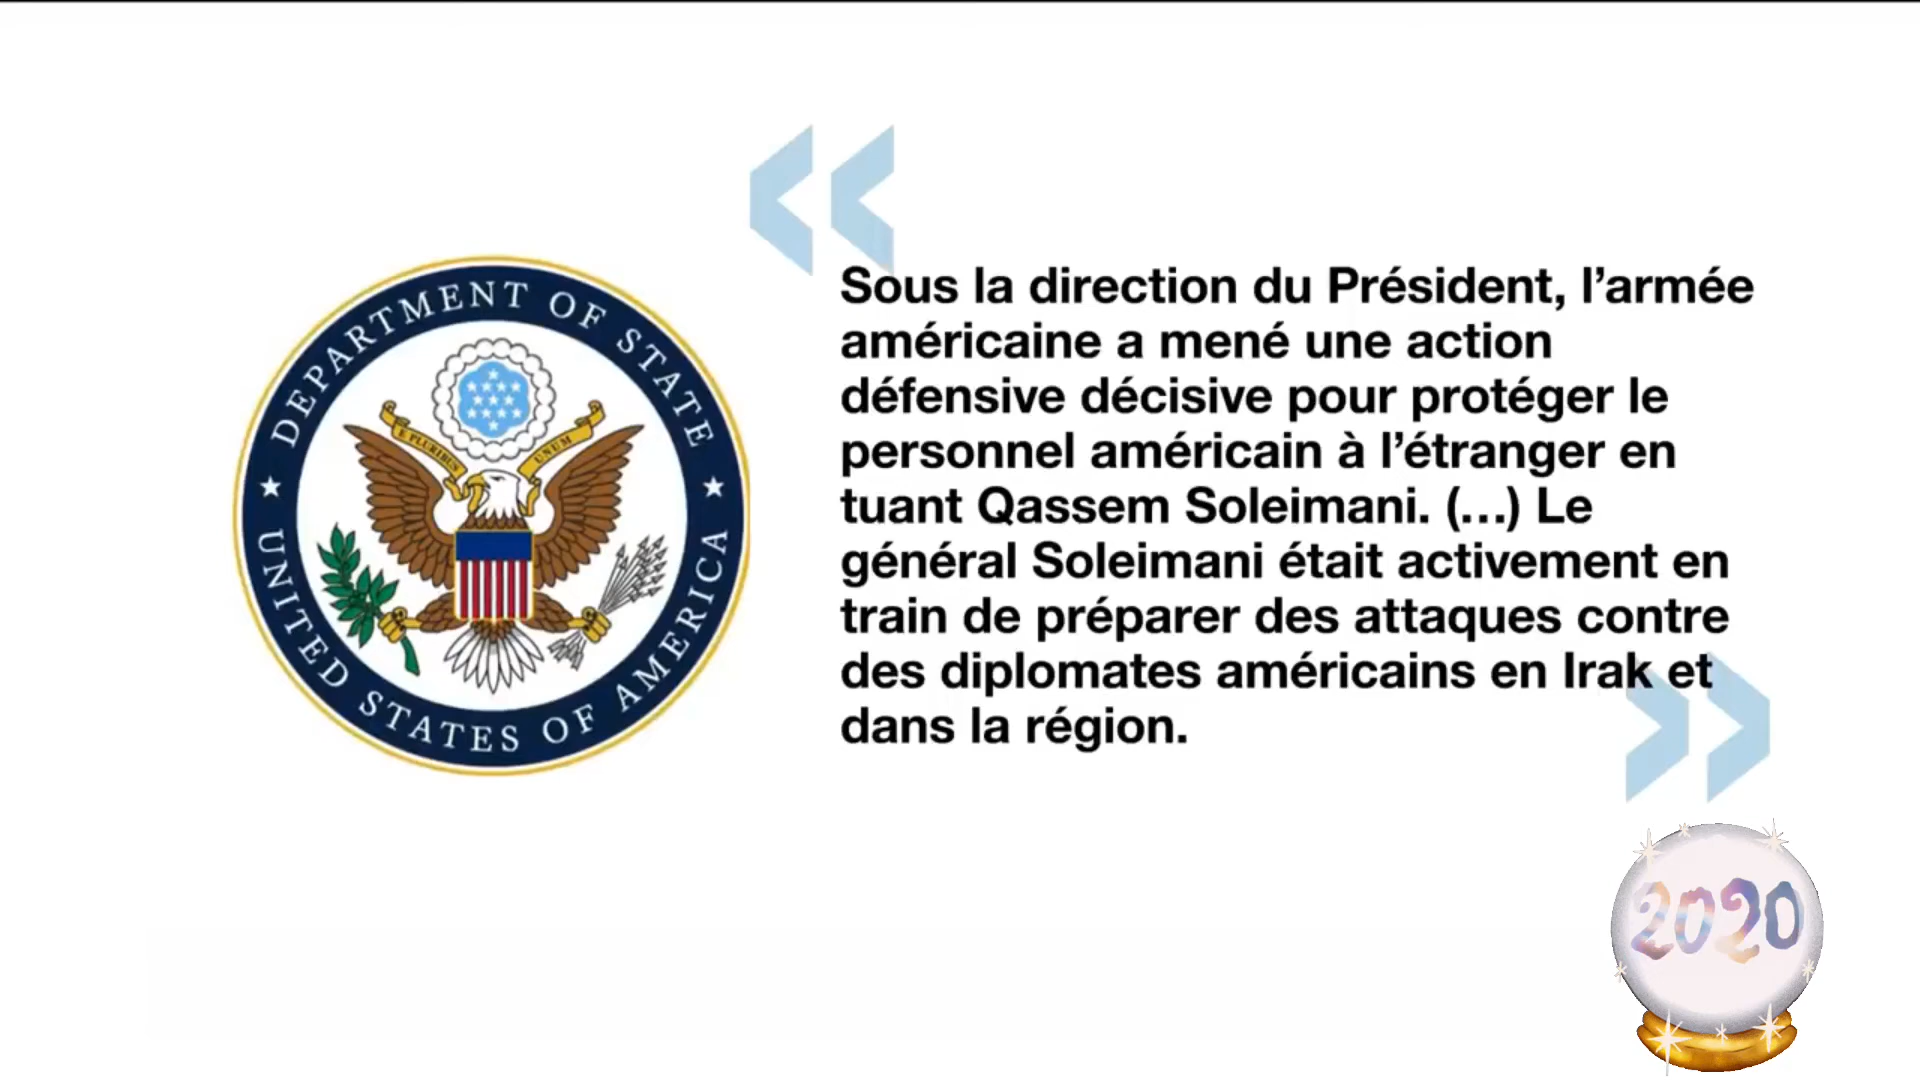 DEPARTMENT OF STATE
E PLURIBUS UNUM
UNITED STATES OF AMERICA
Sous la direction du Président, l’armée
américaine a mené une action
défensive décisive pour protéger le
personnel américain à l’étranger en
tuant Qassem Soleimani. (…) Le
général Soleimani était activement en
train de préparer des attaques contre
des diplomates américains en Irak et
dans la région.
2020